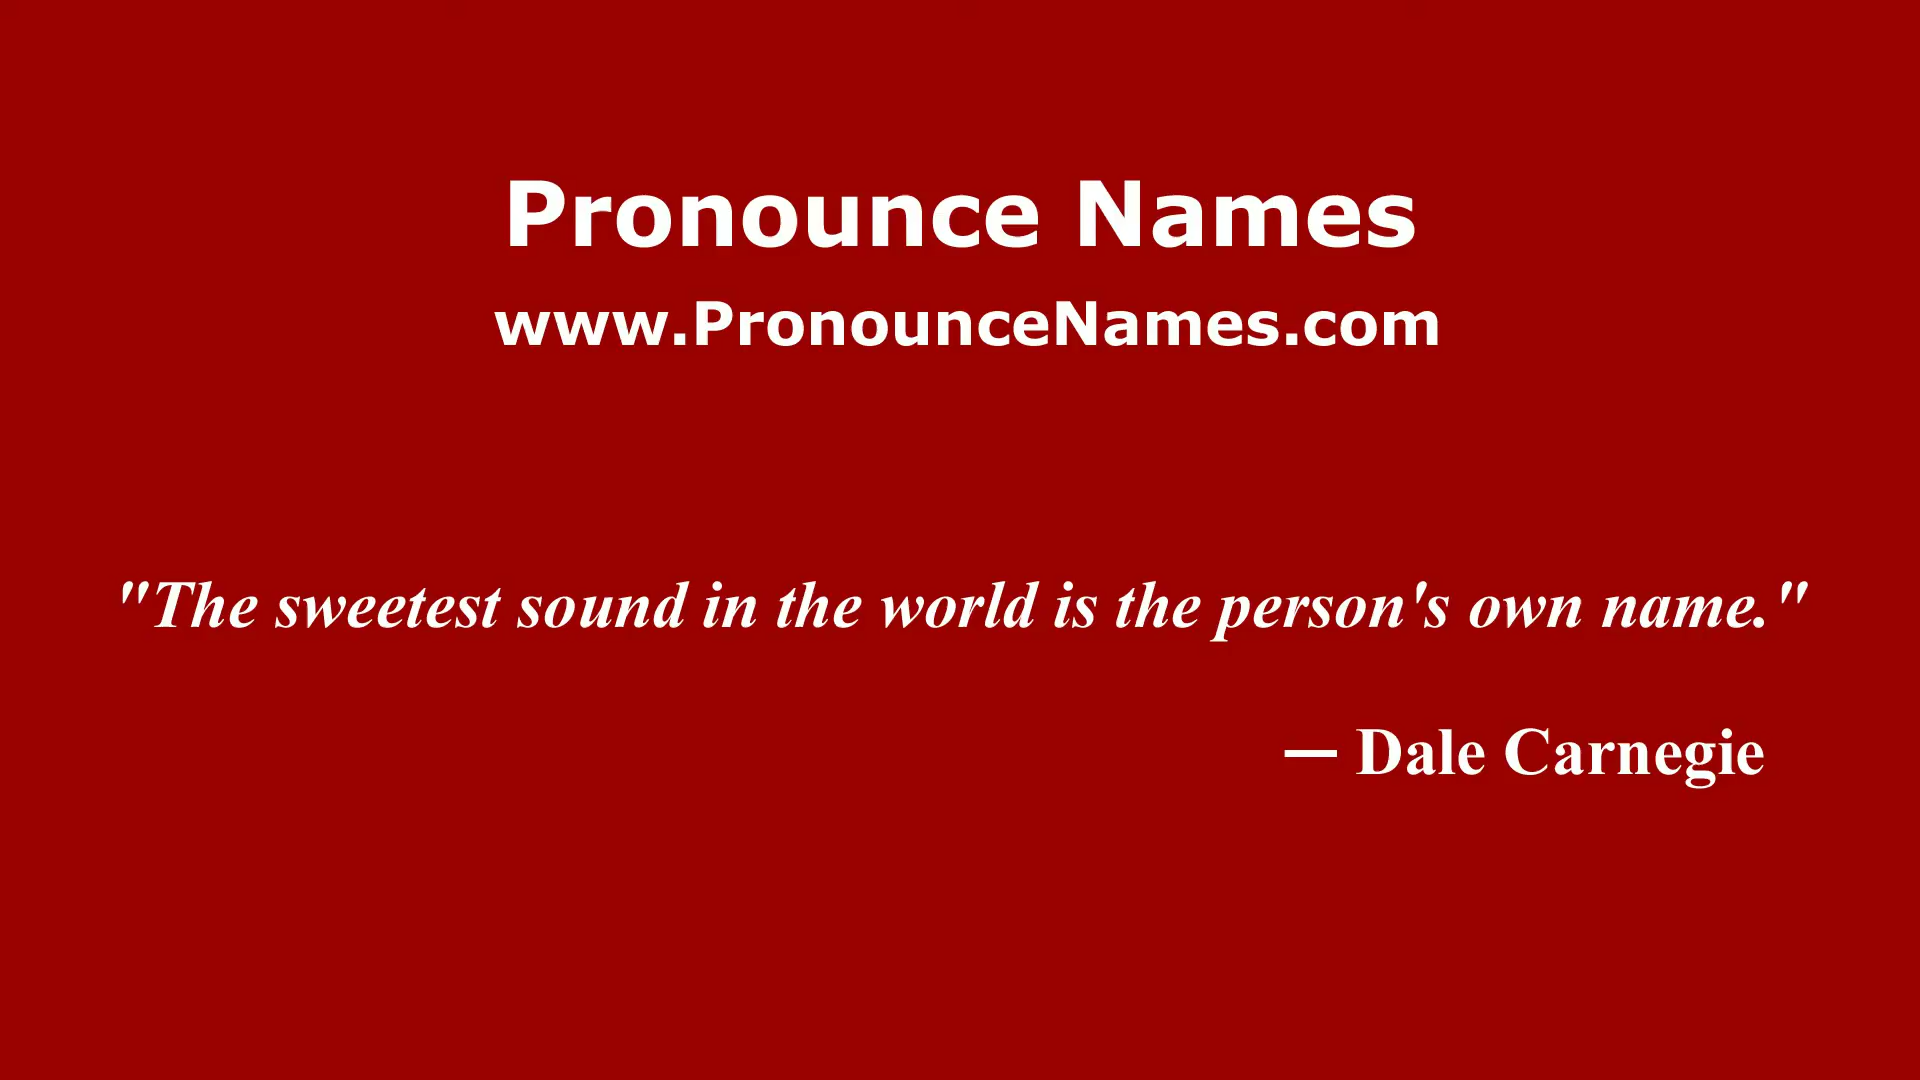 Pronounce Names
www.PronounceNames.com
"The sweetest sound in the world is the person's own name."
— Dale Carnegie